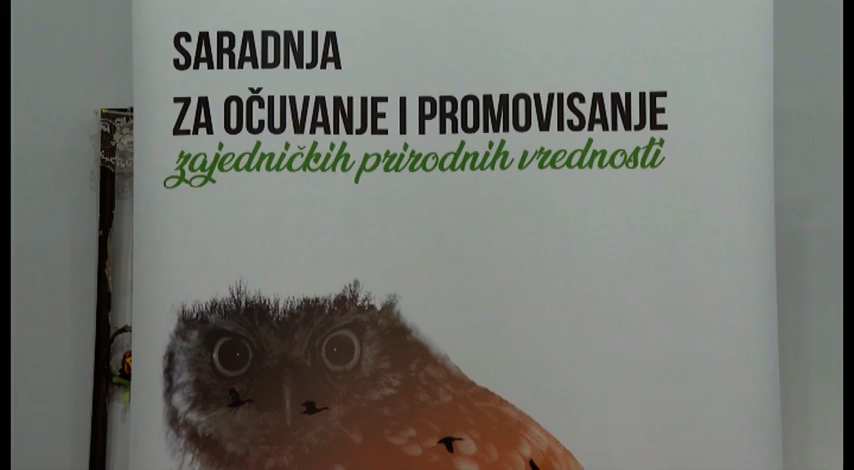 SARADNJA
ZA OČUVANJE I PROMOVISANJE
zajedničkih prirodnih vrednosti